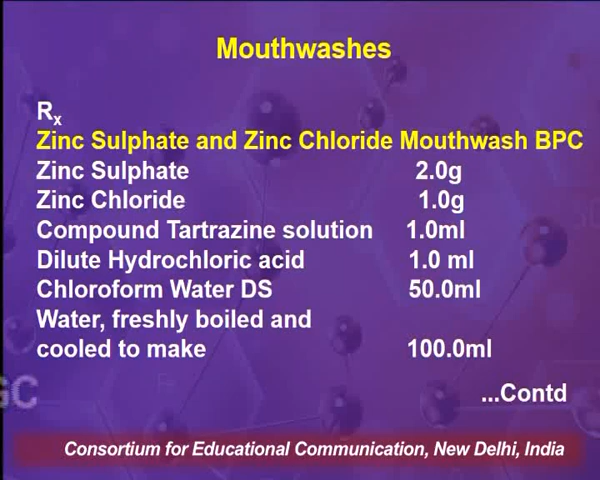 Mouthwashes
Rx
Zinc Sulphate and Zinc Chloride Mouthwash BPC
Zinc Sulphate 2.0g
Zinc Chloride 1.0g
Compound Tartrazine solution 1.0ml
Dilute Hydrochloric acid 1.0 ml
Chloroform Water DS 50.0ml
Water, freshly boiled and
cooled to make 100.0ml
...Contd
GC
Consortium for Educational Communication, New Delhi, India